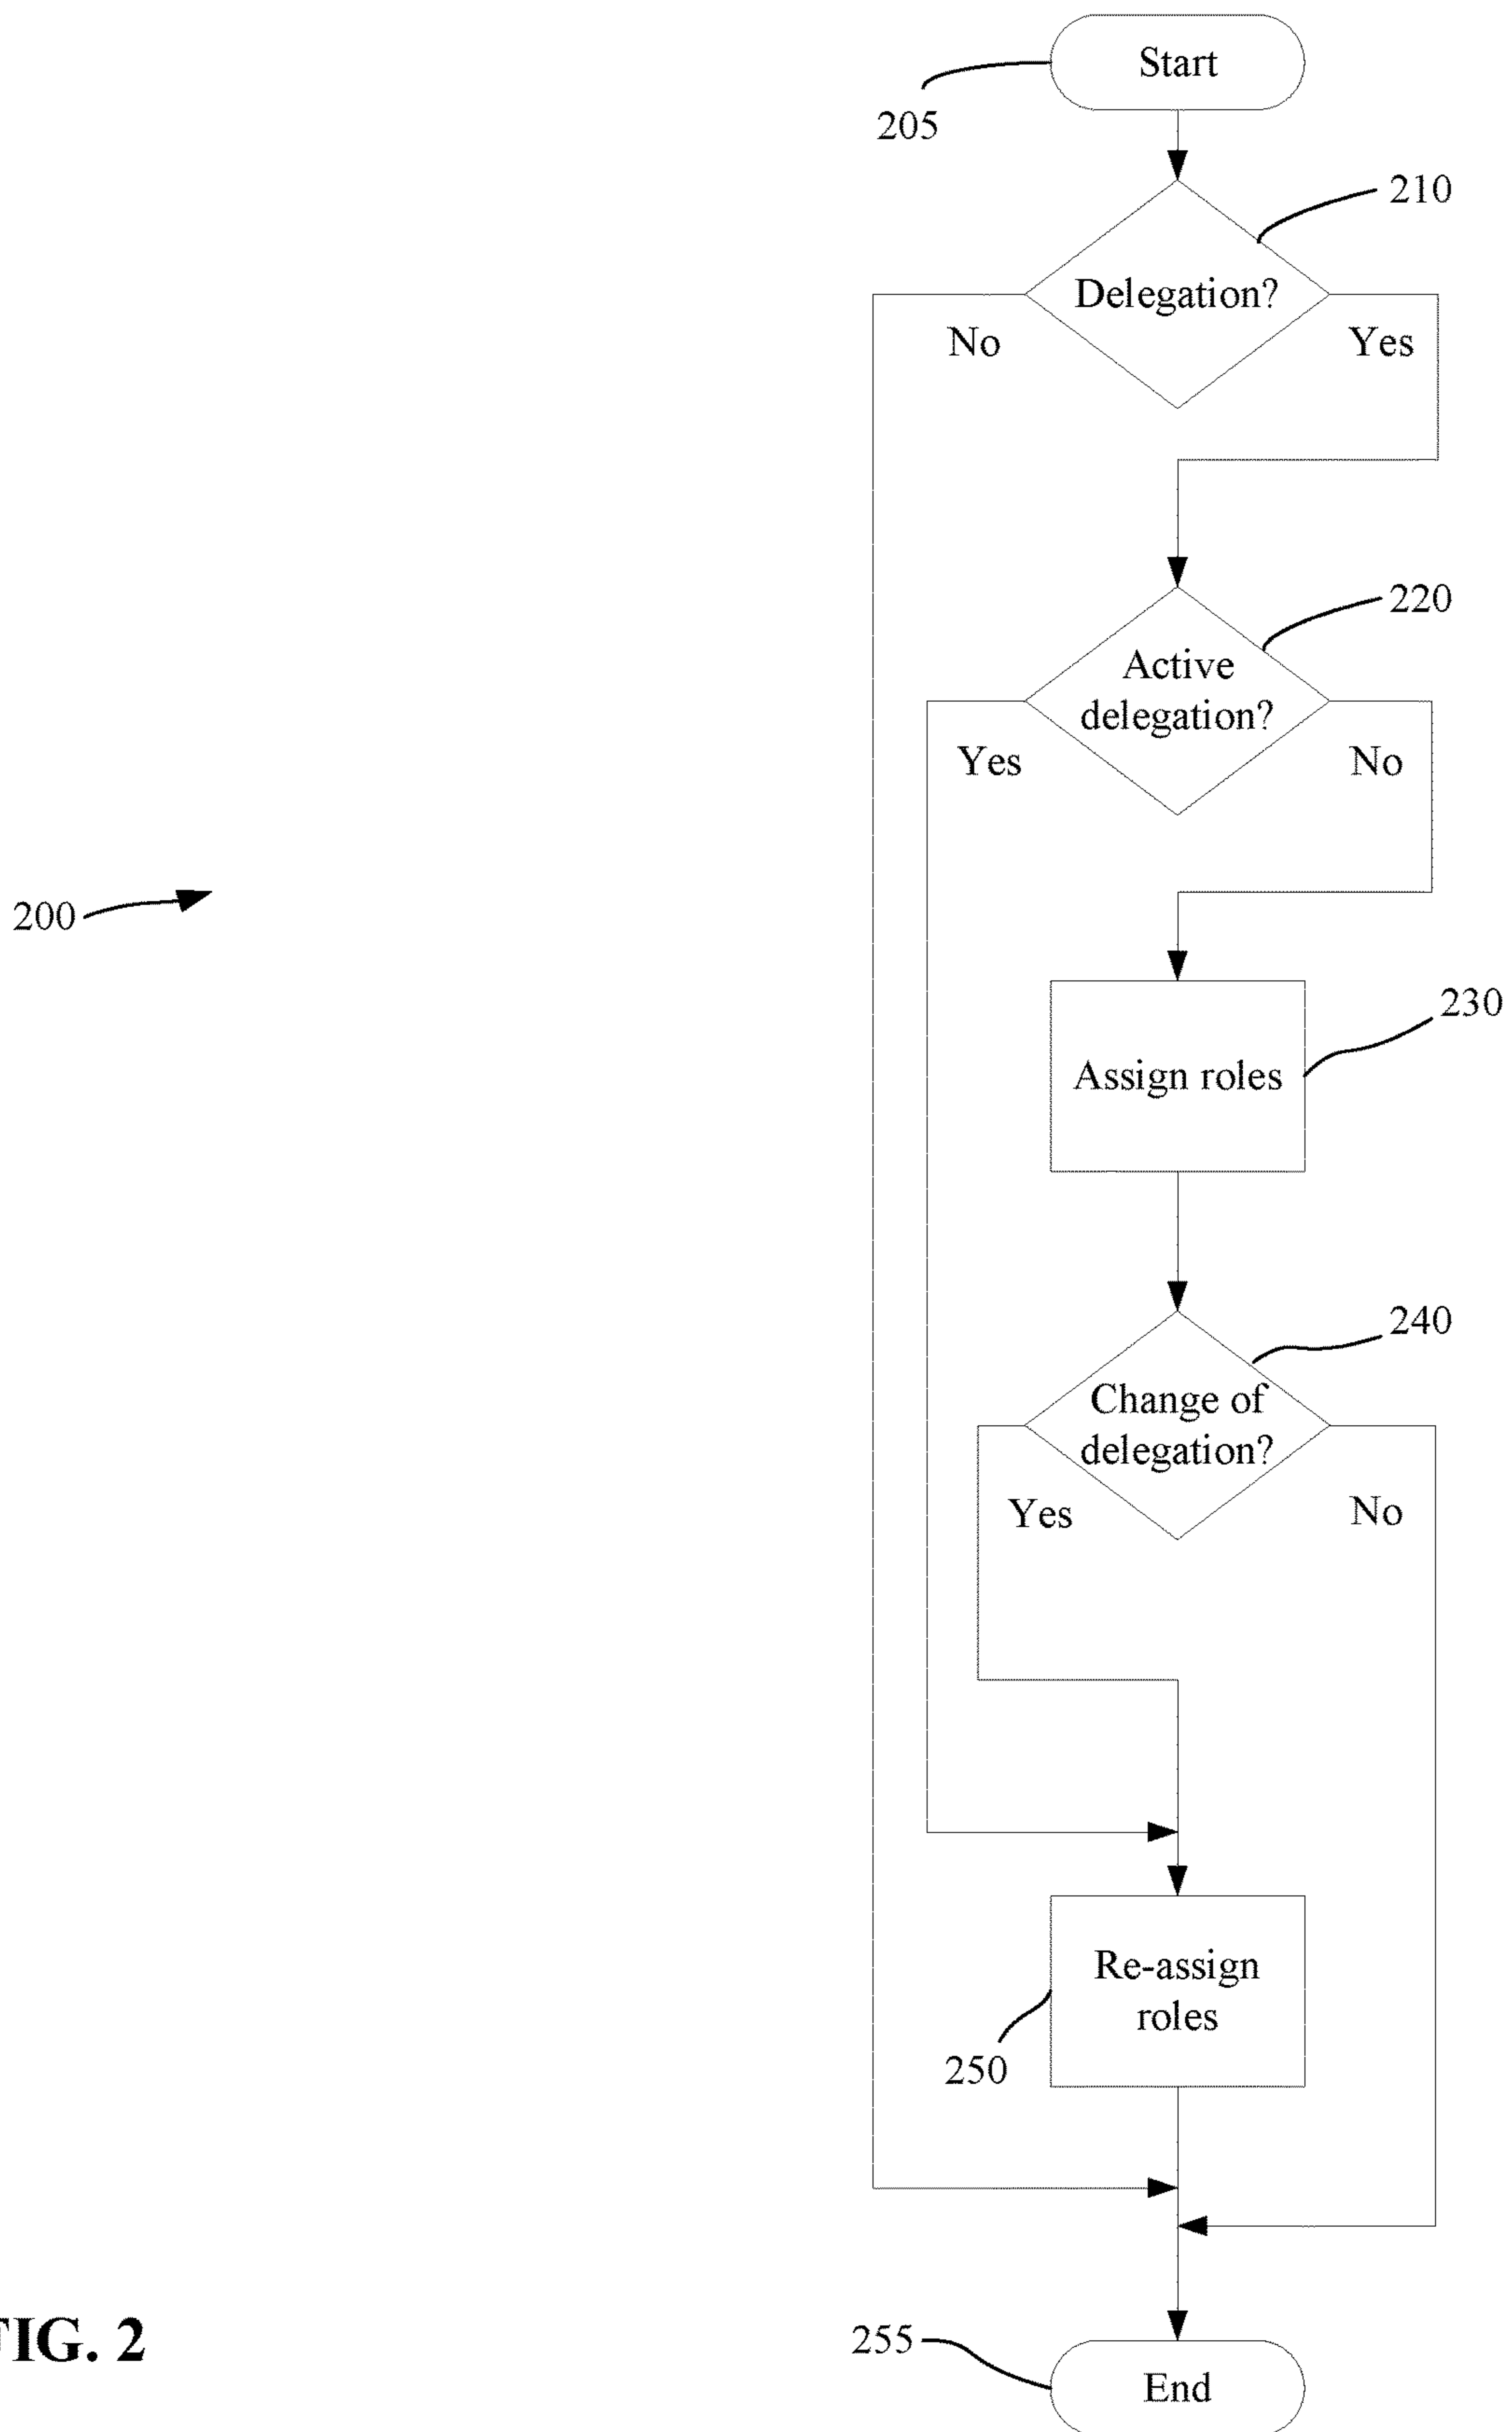 Start
205
210
Delegation?
No
Yes
220
Active
delegation?
Yes
No
200
230
Assign roles
240
Change of
delegation?
Yes
No
Re-assign
roles
250
FIG. 2
255
End